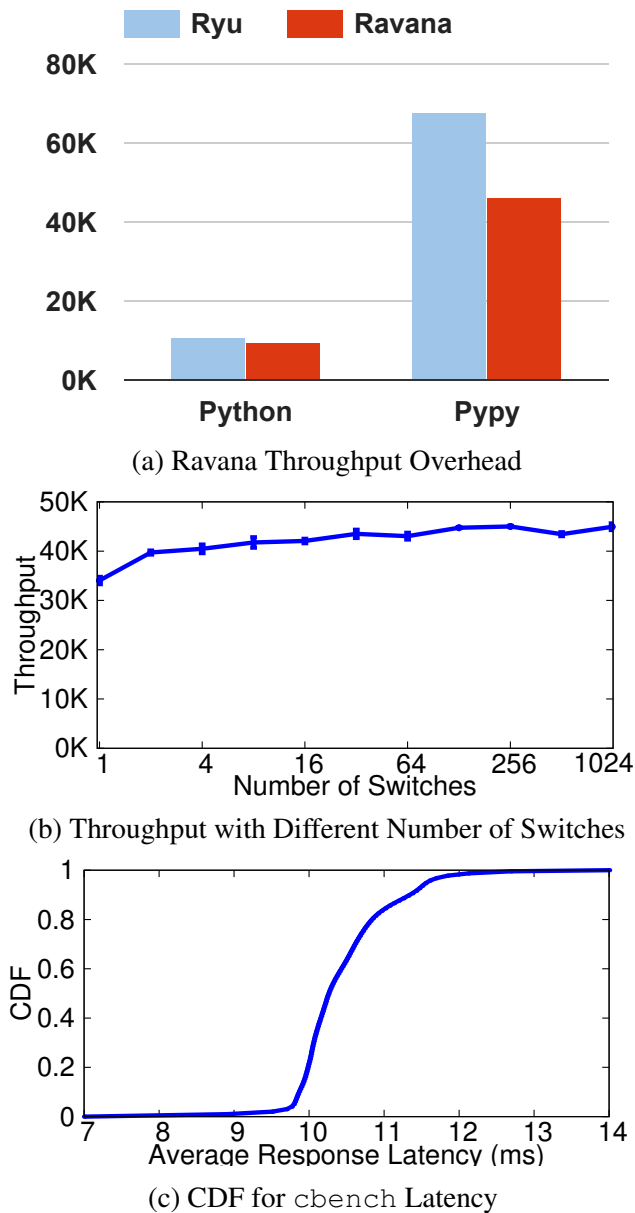 Ryu Ravana
80K
60K
40K
20K
0K
Python Pypy
(a) Ravana Throughput Overhead
50K
40K
30K
20K
10K
0K
Throughput
1 4 16 64 256 1024
Number of Switches
(b) Throughput with Different Number of Switches
1
0.8
0.6
0.4
0.2
0
CDF
7 8 9 10 11 12 13 14
Average Response Latency (ms)
(c) CDF for cbench Latency